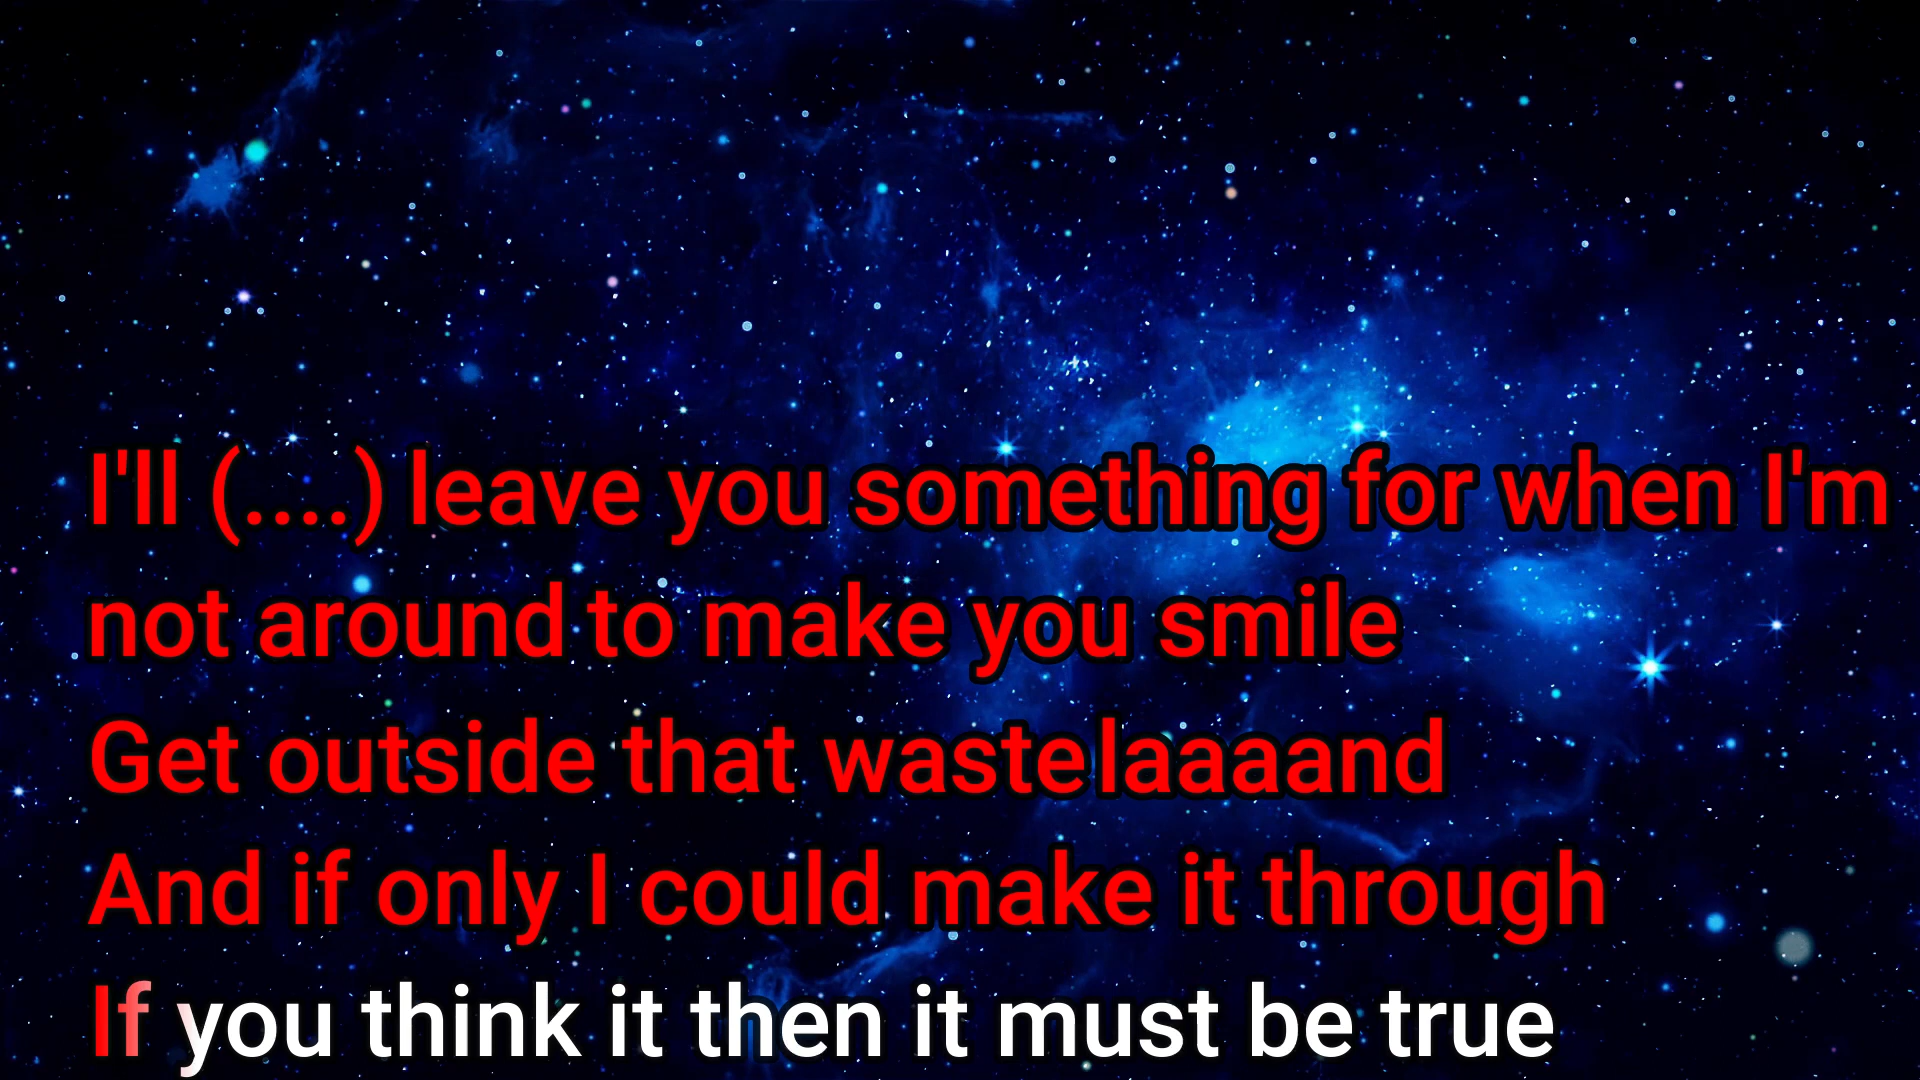 I'll (....) leave you something for when I'm
not around to make you smile
Get outside that wastelaaaand
And if only I could make it through
If you think it then it must be true